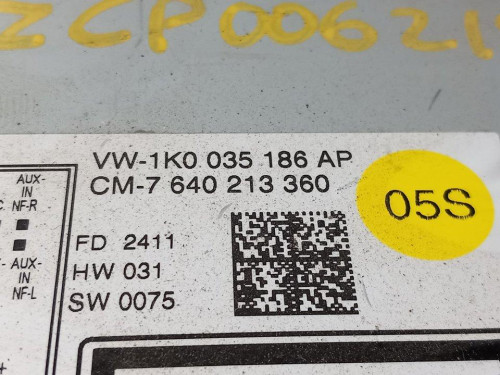 ZCP00621
VW-1K0 035 186 AP
CM-7 640 213 360
05S
FD 2411
HW 031
SW 0075
AUX-
IN
NF-R
AUX-
IN
NF-L